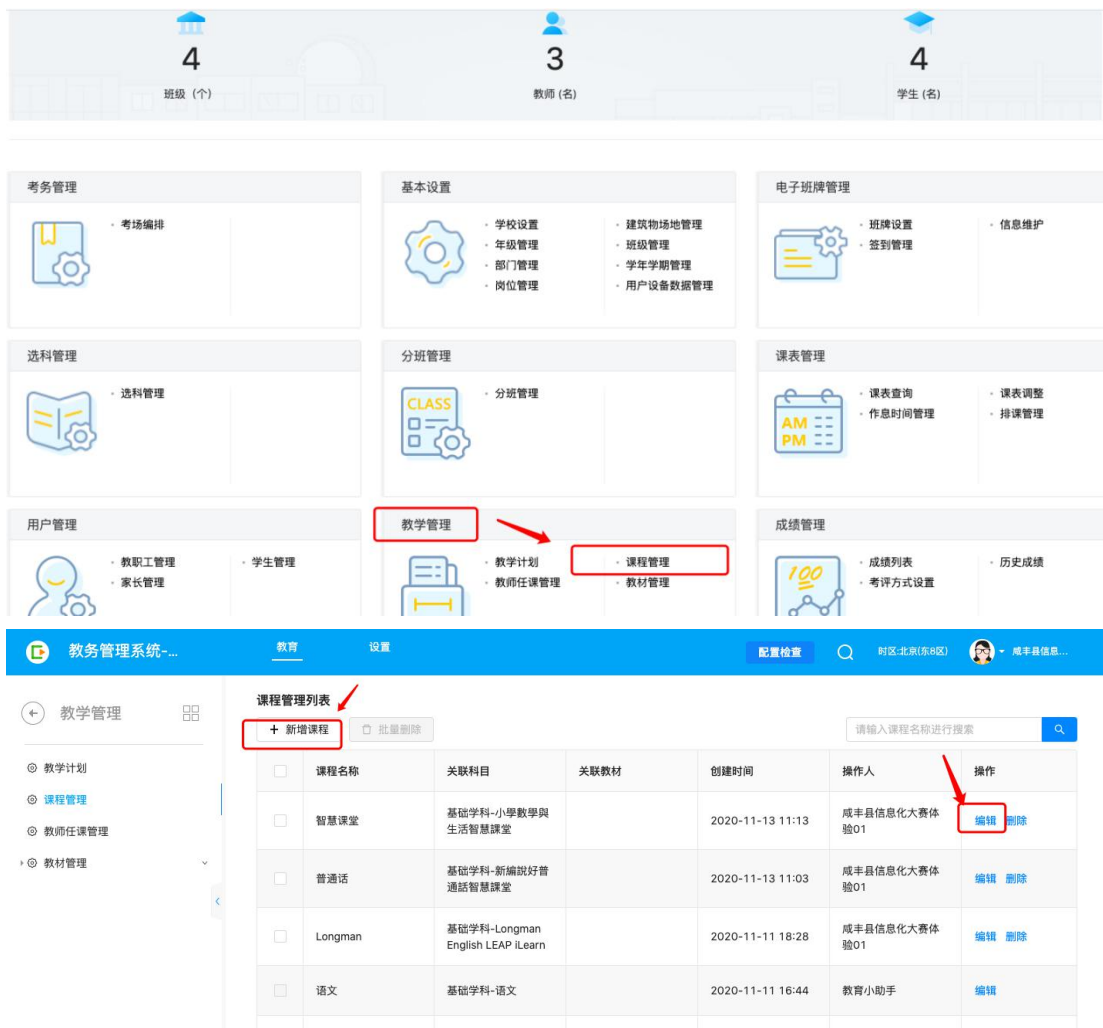 4
班级（个）
3
教师 (名)
4
学生 (名)
考务管理
考场编排
基本设置
学校设置
年级管理
部门管理
岗位管理
建筑物场地管理
班级管理
学年学期管理
用户设备数据管理
电子班牌管理
班牌设置
签到管理
信息维护
选科管理
选科管理
分班管理
CLASS
分班管理
课表管理
AM
PM
课表查询
作息时间管理
课表调整
排课管理
用户管理
教职工管理
家长管理
学生管理
教学管理
教学计划
教师任课管理
课程管理
教材管理
成绩管理
100
成绩列表
考评方式设置
历史成绩
教务管理系统-...
教育
设置
配置检查
时区:北京(东8区)
咸丰县信息...
教学管理
教学计划
课程管理
教师任课管理
教材管理
课程管理列表
+ 新增课程
批量删除
请输入课程名称进行搜索
课程名称 关联科目 关联教材 创建时间 操作人 操作
智慧课堂 基础学科-小學數學與 2020-11-13 11:13 咸丰县信息化大赛体 编辑 删除
生活智慧課堂 验01
普通话 基础学科-新編說好普 2020-11-13 11:03 咸丰县信息化大赛体 编辑 删除
通話智慧課堂 验01
Longman 基础学科-Longman 2020-11-11 18:28 咸丰县信息化大赛体 编辑 删除
English LEAP iLearn 验01
语文 基础学科-语文 2020-11-11 16:44 教育小助手 编辑